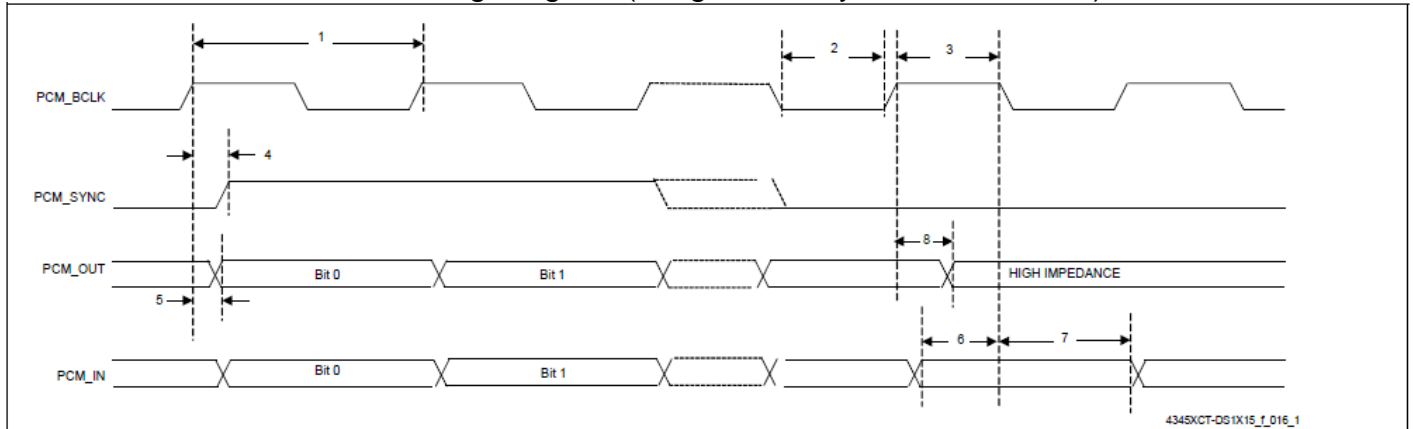 1
2
3
PCM_BCLK
4
PCM_SYNC
8
PCM_OUT
Bit 0
Bit 1
HIGH IMPEDANCE
5
6
7
PCM_IN
Bit 0
Bit 1
4345XCT-DS1X15_f_016_1